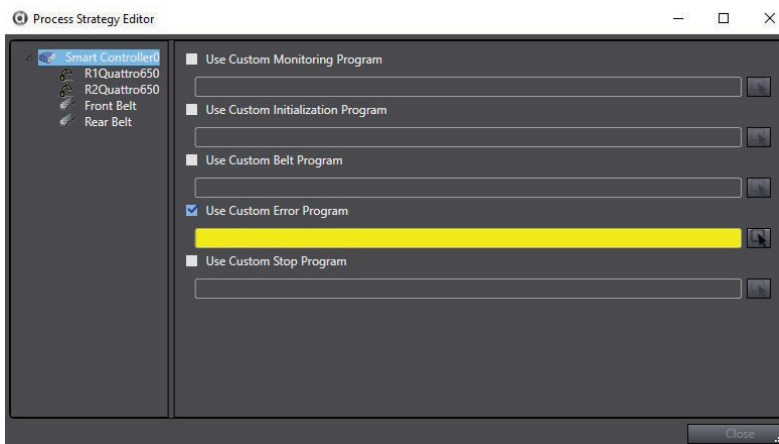 Process Strategy Editor
Smart Controller0
R1Quattro650
R2Quattro650
Front Belt
Rear Belt
Use Custom Monitoring Program
Use Custom Initialization Program
Use Custom Belt Program
Use Custom Error Program
Use Custom Stop Program
Close